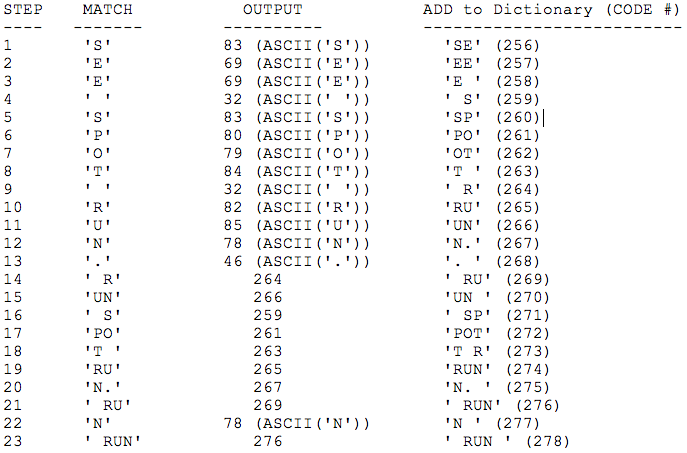 STEP MATCH OUTPUT ADD to Dictionary (CODE #)
---- ------- ----------- ---------------------------
1 'S' 83 (ASCII('S')) 'SE' (256)
2 'E' 69 (ASCII('E')) 'EE' (257)
3 'E' 69 (ASCII('E')) 'E ' (258)
4 ' ' 32 (ASCII(' ')) ' S' (259)
5 'S' 83 (ASCII('S')) 'SP' (260)
6 'P' 80 (ASCII('P')) 'PO' (261)
7 'O' 79 (ASCII('O')) 'OT' (262)
8 'T' 84 (ASCII('T')) 'T ' (263)
9 ' ' 32 (ASCII(' ')) ' R' (264)
10 'R' 82 (ASCII('R')) 'RU' (265)
11 'U' 85 (ASCII('U')) 'UN' (266)
12 'N' 78 (ASCII('N')) 'N.' (267)
13 '.' 46 (ASCII('.')) '. ' (268)
14 ' R' 264 ' RU' (269)
15 'UN' 266 'UN ' (270)
16 ' S' 259 ' SP' (271)
17 'PO' 261 'POT' (272)
18 'T ' 263 'T R' (273)
19 'RU' 265 'RUN' (274)
20 'N.' 267 'N. ' (275)
21 ' RU' 269 ' RUN' (276)
22 'N' 78 (ASCII('N')) 'N ' (277)
23 ' RUN' 276 ' RUN ' (278)